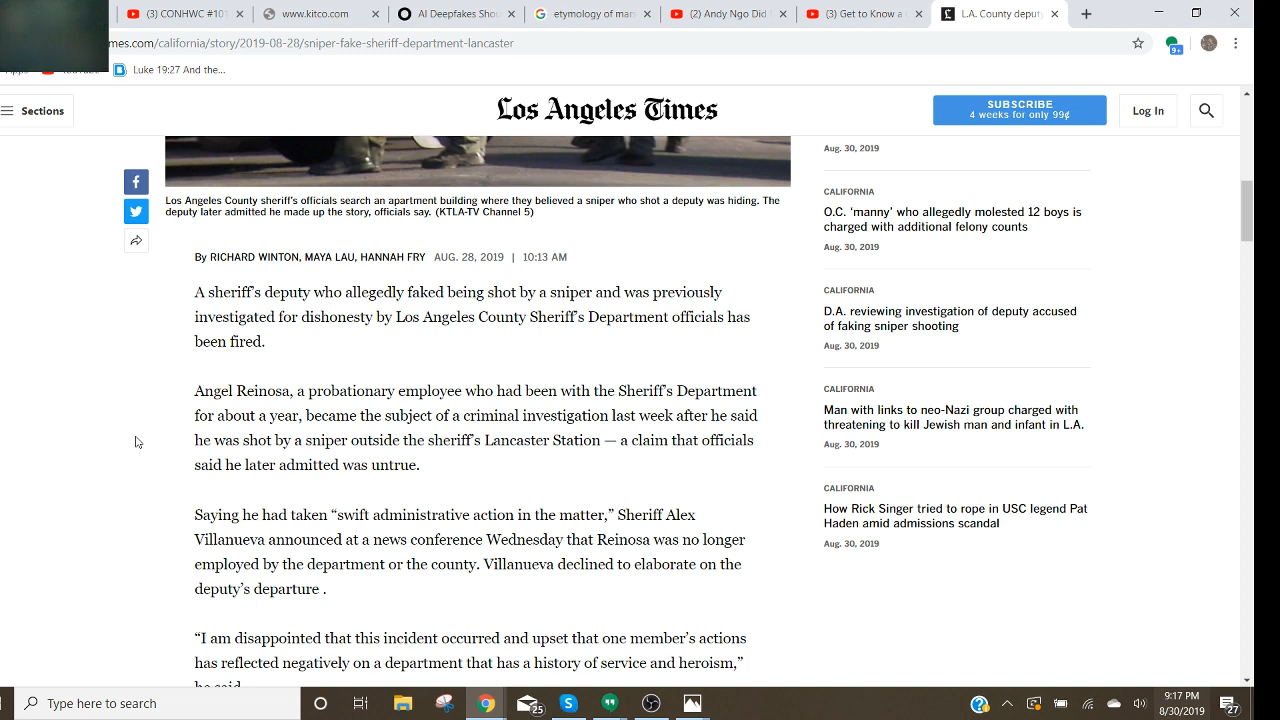 (3) CONHWC #10
www.kitco.com
AI Deepfakes Shou
etymology of mar
(2) Andy Ngo Did
(3) Get to Know a
L.A. County deputy
mes.com/california/story/2019-08-28/sniper-fake-sheriff-department-lancaster
9+
Luke 19:27 And the...
Sections
Los Angeles Times
SUBSCRIBE
4 weeks for only 99¢
Log In
Los Angeles County sheriff's officials search an apartment building where they believed a sniper who shot a deputy was hiding. The
deputy later admitted he made up the story, officials say. (KTLA-TV Channel 5)
By RICHARD WINTON, MAYA LAU, HANNAH FRY AUG. 28, 2019 | 10:13 AM
A sheriff's deputy who allegedly faked being shot by a sniper and was previously
investigated for dishonesty by Los Angeles County Sheriff's Department officials has
been fired.
Angel Reinosa, a probationary employee who had been with the Sheriff's Department
for about a year, became the subject of a criminal investigation last week after he said
he was shot by a sniper outside the sheriff's Lancaster Station — a claim that officials
said he later admitted was untrue.
Saying he had taken “swift administrative action in the matter,” Sheriff Alex
Villanueva announced at a news conference Wednesday that Reinosa was no longer
employed by the department or the county. Villanueva declined to elaborate on the
deputy's departure .
“I am disappointed that this incident occurred and upset that one member's actions
has reflected negatively on a department that has a history of service and heroism,”
he said
Aug. 30, 2019
CALIFORNIA
O.C. ‘manny’ who allegedly molested 12 boys is
charged with additional felony counts
Aug. 30, 2019
CALIFORNIA
D.A. reviewing investigation of deputy accused
of faking sniper shooting
Aug. 30, 2019
CALIFORNIA
Man with links to neo-Nazi group charged with
threatening to kill Jewish man and infant in L.A.
Aug. 30, 2019
CALIFORNIA
How Rick Singer tried to rope in USC legend Pat
Haden amid admissions scandal
Aug. 30, 2019
Type here to search
25
9:17 PM
8/30/2019
27